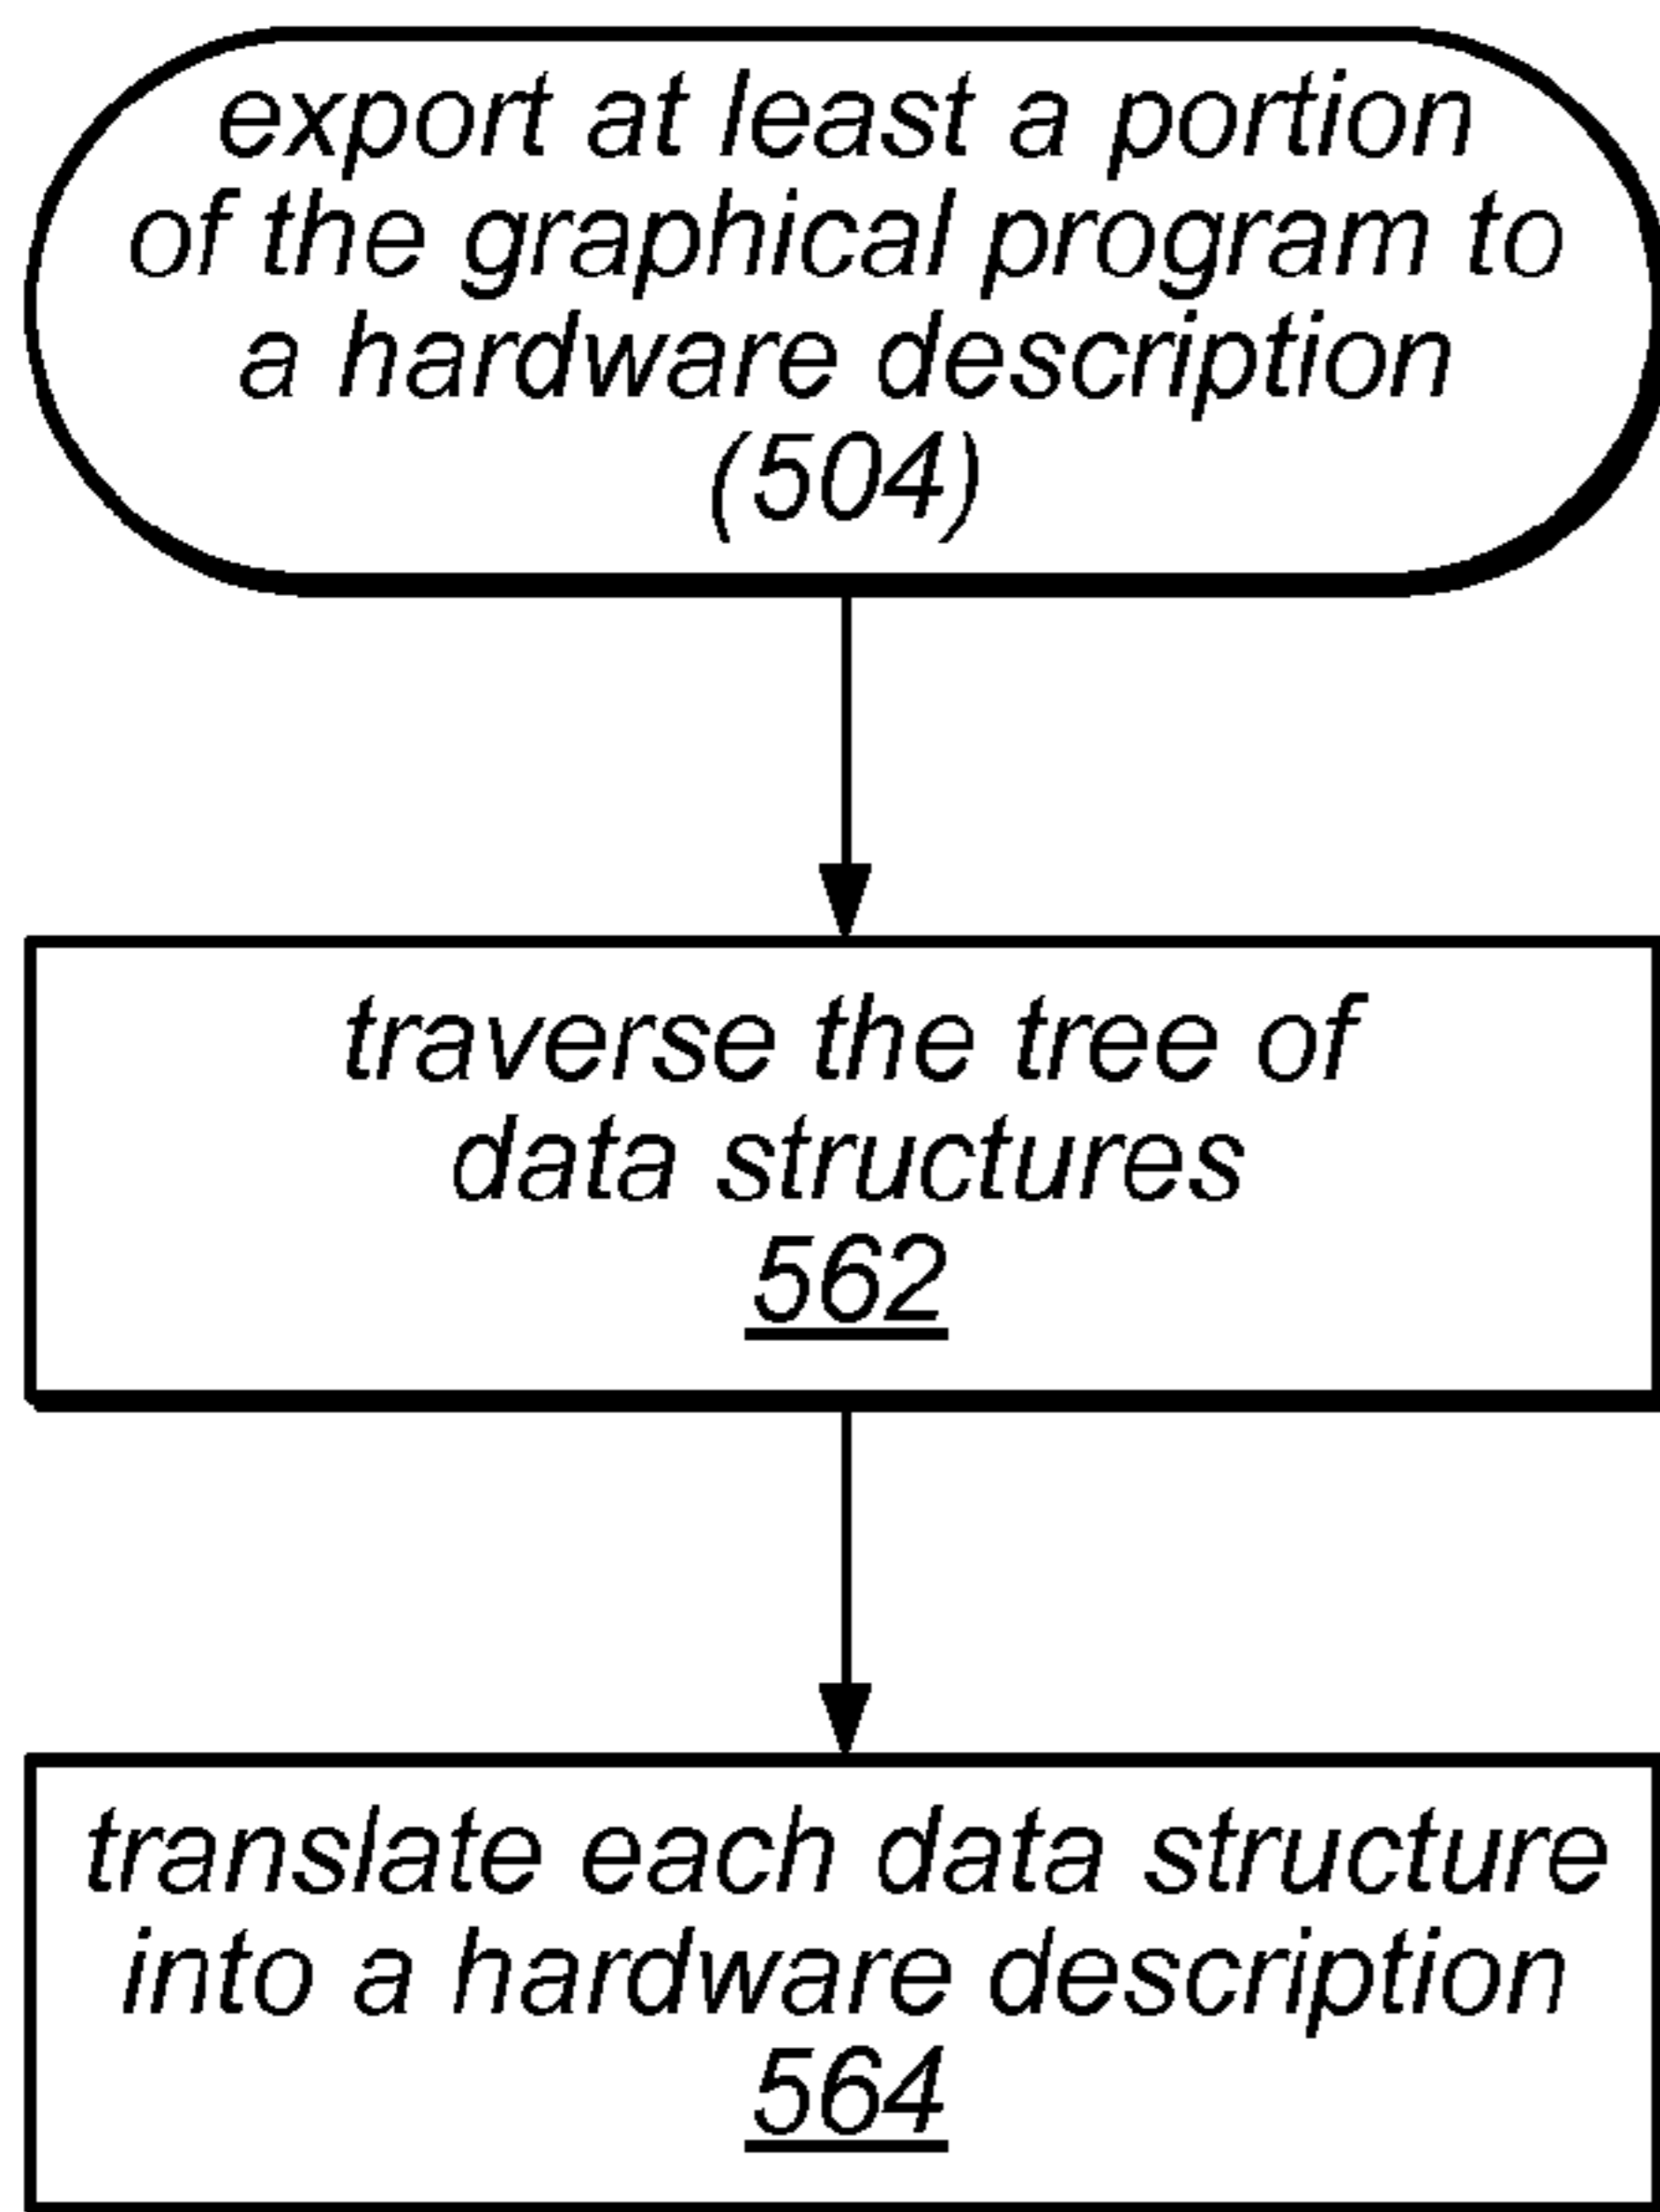 export at least a portion
of the graphical program to
a hardware description
(504)
traverse the tree of
data structures
562
translate each data structure
into a hardware description
564